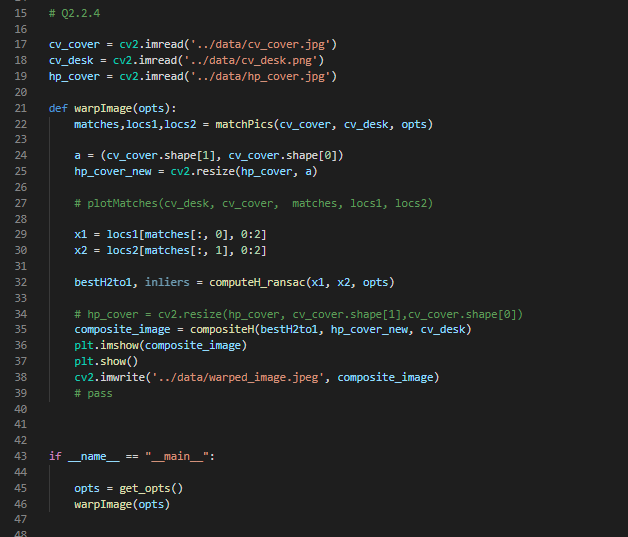 15 # Q2.2.4
16
17 cv_cover = cv2.imread('../data/cv_cover.jpg')
18 cv_desk = cv2.imread('../data/cv_desk.png')
19 hp_cover = cv2.imread('../data/hp_cover.jpg')
20
21 def warpImage(opts):
22     matches,locs1,locs2 = matchPics(cv_cover, cv_desk, opts)
23
24     a = (cv_cover.shape[1], cv_cover.shape[0])
25     hp_cover_new = cv2.resize(hp_cover, a)
26
27     # plotMatches(cv_desk, cv_cover,  matches, locs1, locs2)
28
29     x1 = locs1[matches[:, 0], 0:2]
30     x2 = locs2[matches[:, 1], 0:2]
31
32     bestH2to1, inliers = computeH_ransac(x1, x2, opts)
33
34     # hp_cover = cv2.resize(hp_cover, cv_cover.shape[1],cv_cover.shape[0])
35     composite_image = compositeH(bestH2to1, hp_cover_new, cv_desk)
36     plt.imshow(composite_image)
37     plt.show()
38     cv2.imwrite('../data/warped_image.jpeg', composite_image)
39     # pass
40
41
42
43 if __name__ == "__main__":
44
45     opts = get_opts()
46     warpImage(opts)
47
48